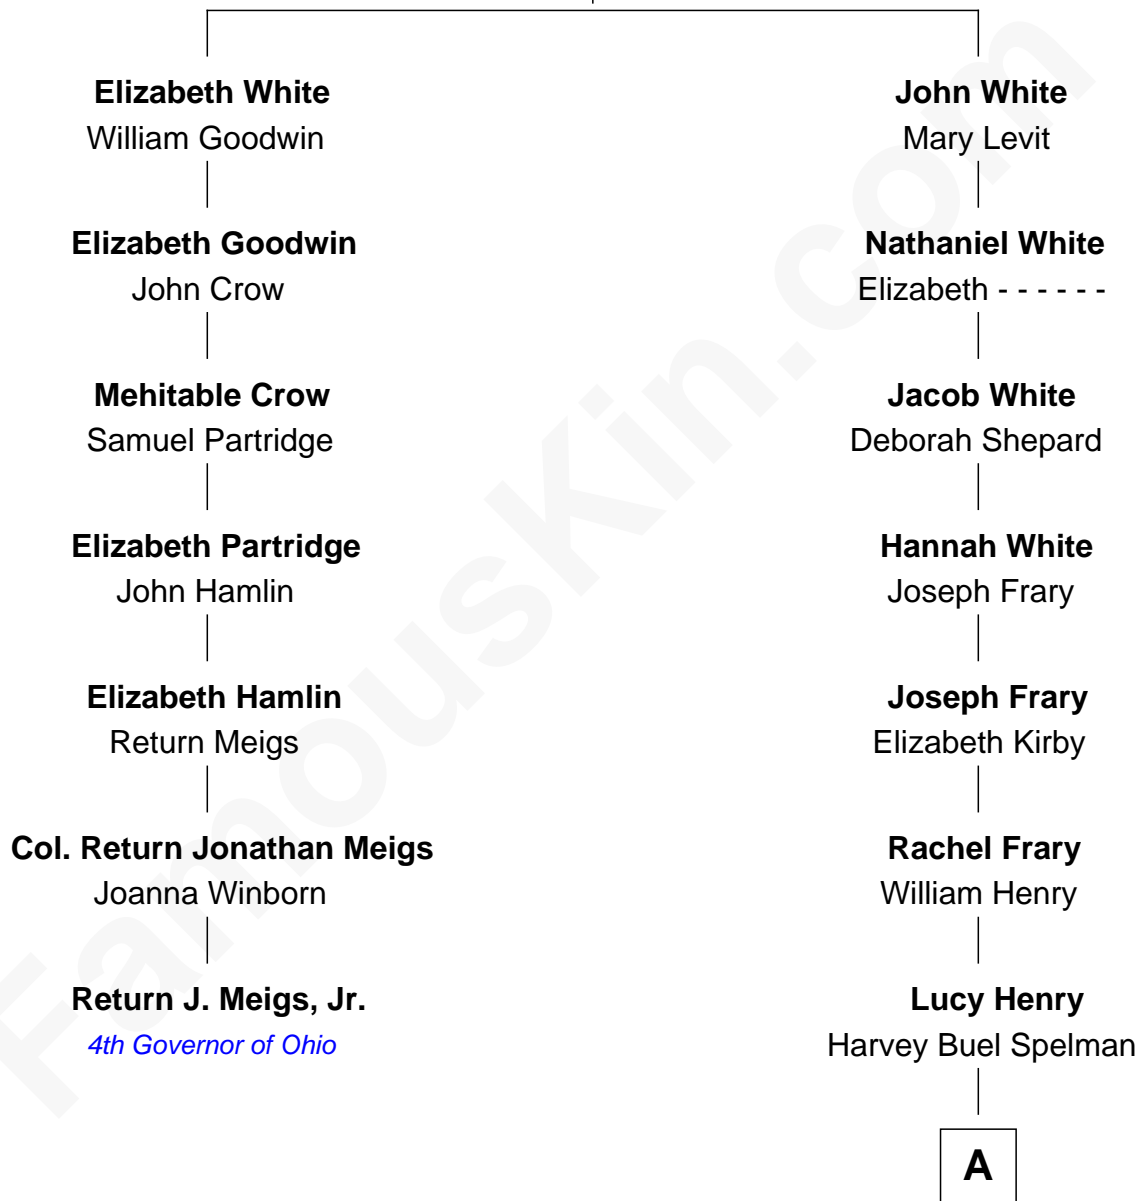 Elizabeth White
William Goodwin
Elizabeth Goodwin
John Crow
Mehitable Crow
Samuel Partridge
Elizabeth Partridge
John Hamlin
Elizabeth Hamlin
Return Meigs
Col. Return Jonathan Meigs
Joanna Winborn
Return J. Meigs, Jr.
4th Governor of Ohio
John White
Mary Levit
Nathaniel White
Elizabeth - - - - - -
Jacob White
Deborah Shepard
Hannah White
Joseph Frary
Joseph Frary
Elizabeth Kirby
Rachel Frary
William Henry
Lucy Henry
Harvey Buel Spelman
A
FamousKin.com